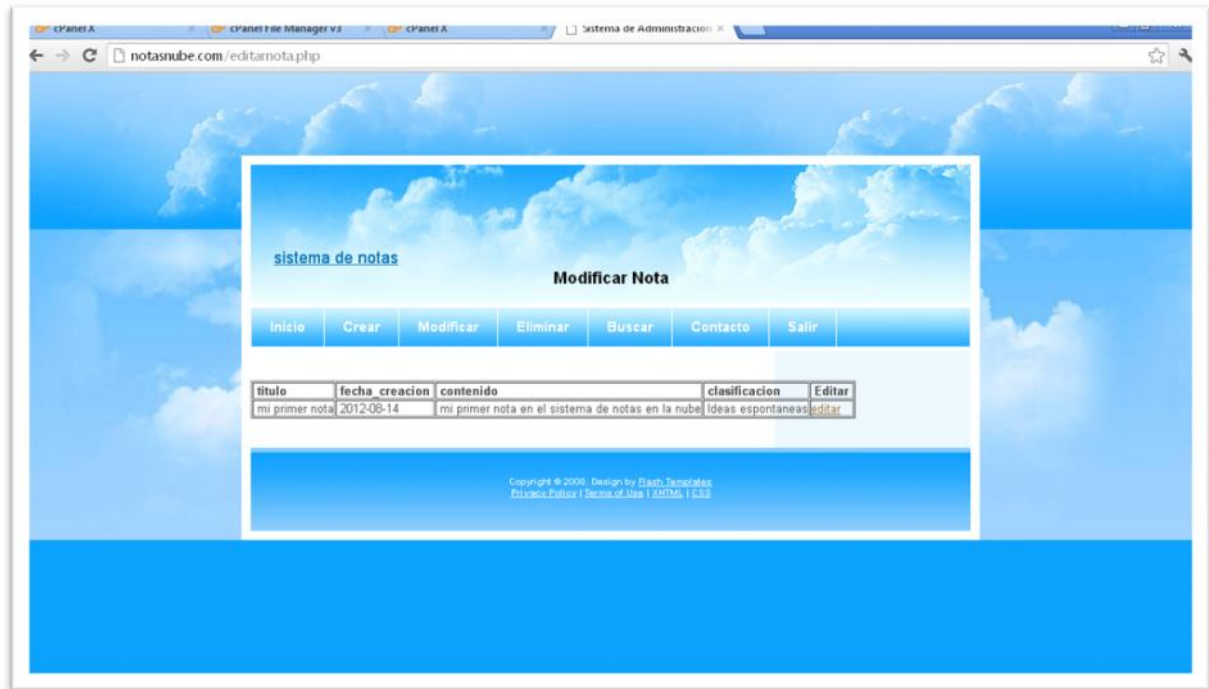 cPanel X cPanel File Manager v3 cPanel X Sistema de Administracion
notasnube.com/editarnota.php
sistema de notas
Modificar Nota
Inicio Crear Modificar Eliminar Buscar Contacto Salir
titulo fecha_creacion contenido clasificacion Editar
mi primer nota 2012-08-14 mi primer nota en el sistema de notas en la nube Ideas espontaneas editar
Copyright © 2009. Design by Flash Templates
Privacy Policy | Terms of Use | XHTML | CSS